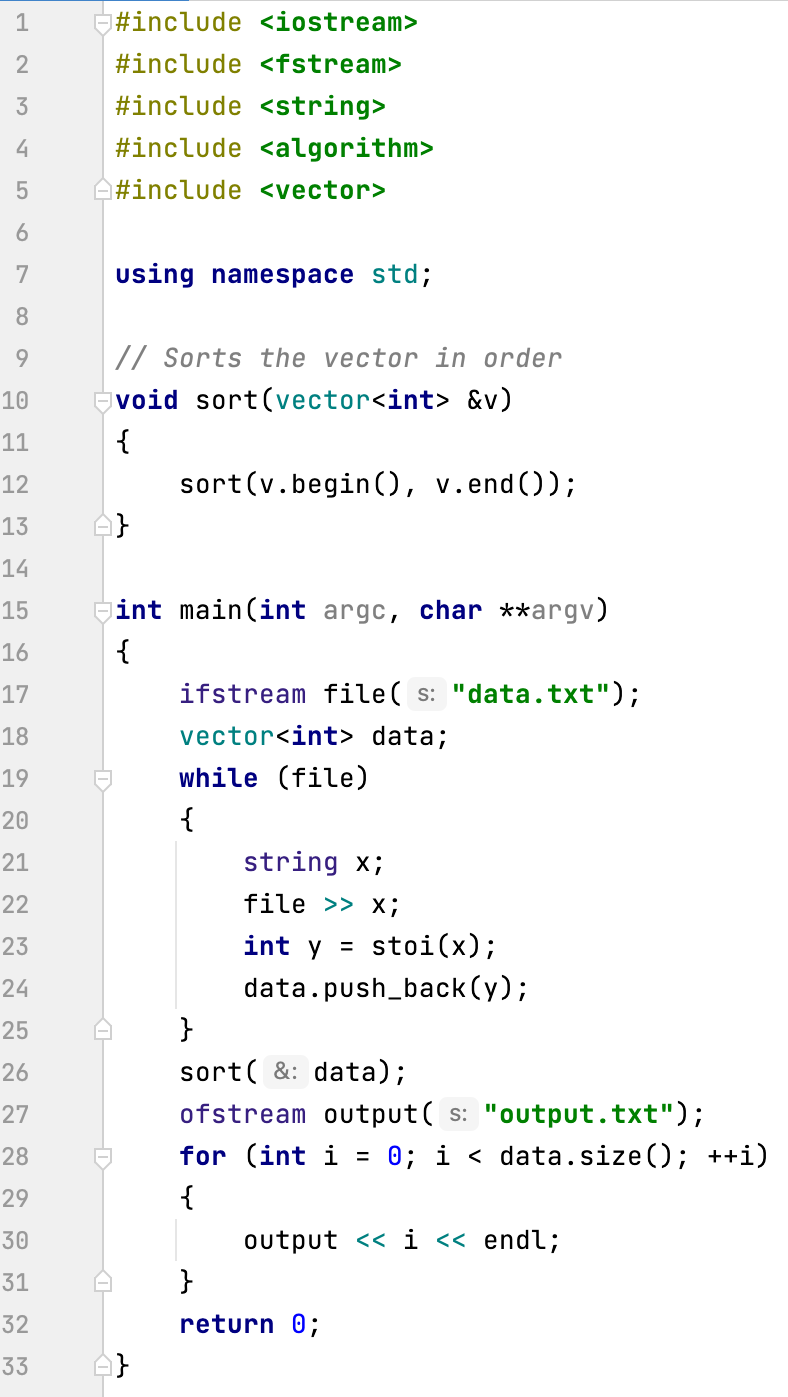 1 #include <iostream>
2 #include <fstream>
3 #include <string>
4 #include <algorithm>
5 #include <vector>
6
7 using namespace std;
8
9 // Sorts the vector in order
10 void sort(vector<int> &v)
11 {
12     sort(v.begin(), v.end());
13 }
14
15 int main(int argc, char **argv)
16 {
17     ifstream file( s: "data.txt");
18     vector<int> data;
19     while (file)
20     {
21         string x;
22         file >> x;
23         int y = stoi(x);
24         data.push_back(y);
25     }
26     sort( &: data);
27     ofstream output( s: "output.txt");
28     for (int i = 0; i < data.size(); ++i)
29     {
30         output << i << endl;
31     }
32     return 0;
33 }